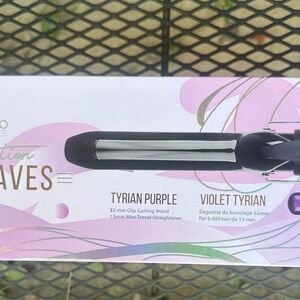 AVES
TYRIAN PURPLE
32 mm Clip Curling Wand
13mm Mini Travel Straightener
VIOLET TYRIAN
Baguette de bouclage 32mm
Fer à défriser de 13 mm